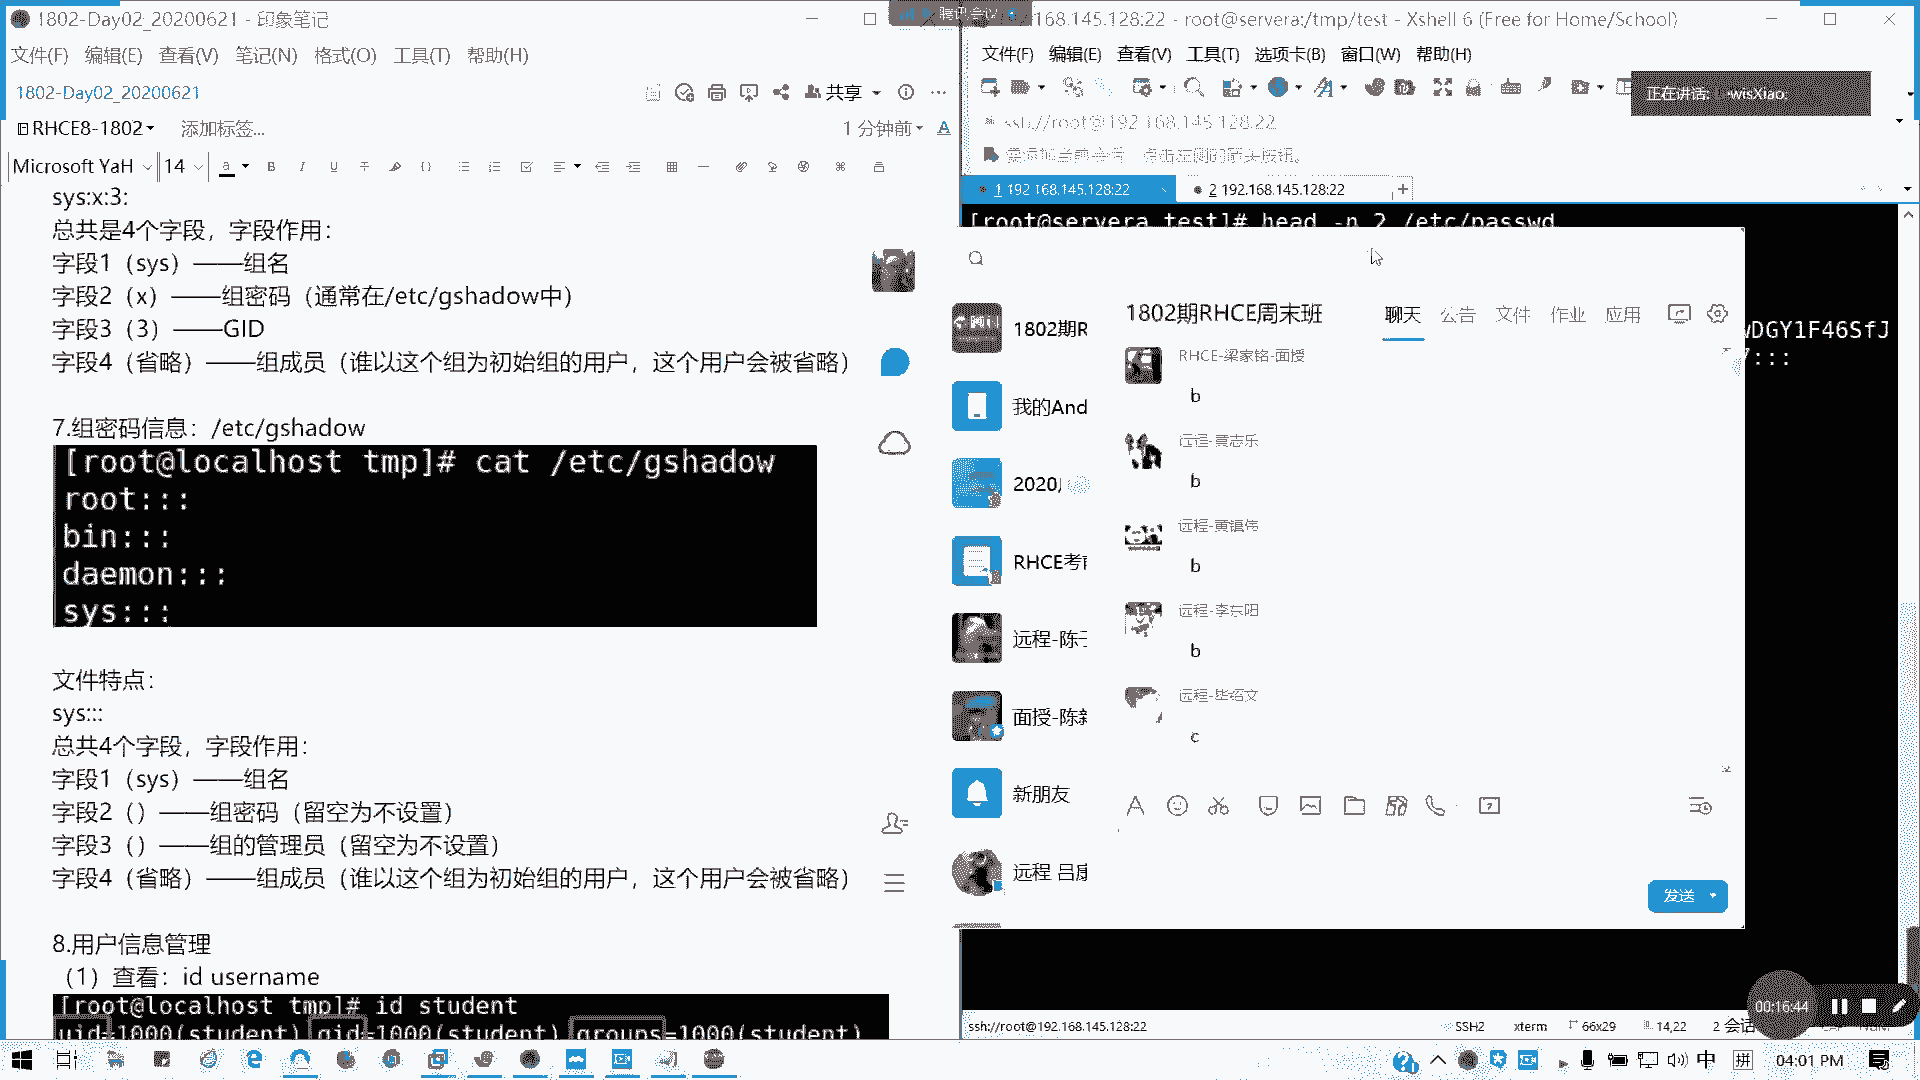 1802-Day02_20200621 - 印象笔记
文件(F) 编辑(E) 查看(V) 笔记(N) 格式(O) 工具(T) 帮助(H)
1802-Day02_20200621
共享
RHCE8-1802
添加标签...
1 分钟前
Microsoft YaH
14
sys:x:3:
总共是4个字段，字段作用：
字段1（sys）——组名
字段2（x）——组密码（通常在/etc/gshadow中）
字段3（3）——GID
字段4（省略）——组成员（谁以这个组为初始组的用户，这个用户会被省略）
7.组密码信息：/etc/gshadow
[root@localhost tmp]# cat /etc/gshadow
root:::
bin:::
daemon:::
sys:::
文件特点：
sys:::
总共4个字段，字段作用：
字段1（sys）——组名
字段2（）——组密码（留空为不设置）
字段3（）——组的管理员（留空为不设置）
字段4（省略）——组成员（谁以这个组为初始组的用户，这个用户会被省略）
8.用户信息管理
（1）查看：id username
[root@localhost tmp]# id student
uid=1000(student) gid=1000(student) groups=1000(student)
腾讯会议
192.168.145.128:22 - root@servera:/tmp/test - Xshell 6 (Free for Home/School)
文件(F) 编辑(E) 查看(V) 工具(T) 选项卡(B) 窗口(W) 帮助(H)
正在讲话:
wisXiao;
ssh://root@192.168.145.128:22
1 192.168.145.128:22
2 192.168.145.128:22
[root@servera test]# head -n 2 /etc/passwd
wDGY1F46SfJ
7:::
1802期R
我的And
2020
RHCE考
远程-陈
面授-陈
新朋友
远程 吕
1802期RHCE周末班
聊天 公告 文件 作业 应用
RHCE-梁家铭-面授
b
远程-黄志乐
b
b
远程-李东阳
b
c
发送
00:16:44
ssh://root@192.168.145.128:22
SSH2
xterm
66x29
14,22
2 会话
中
拼
04:01 PM